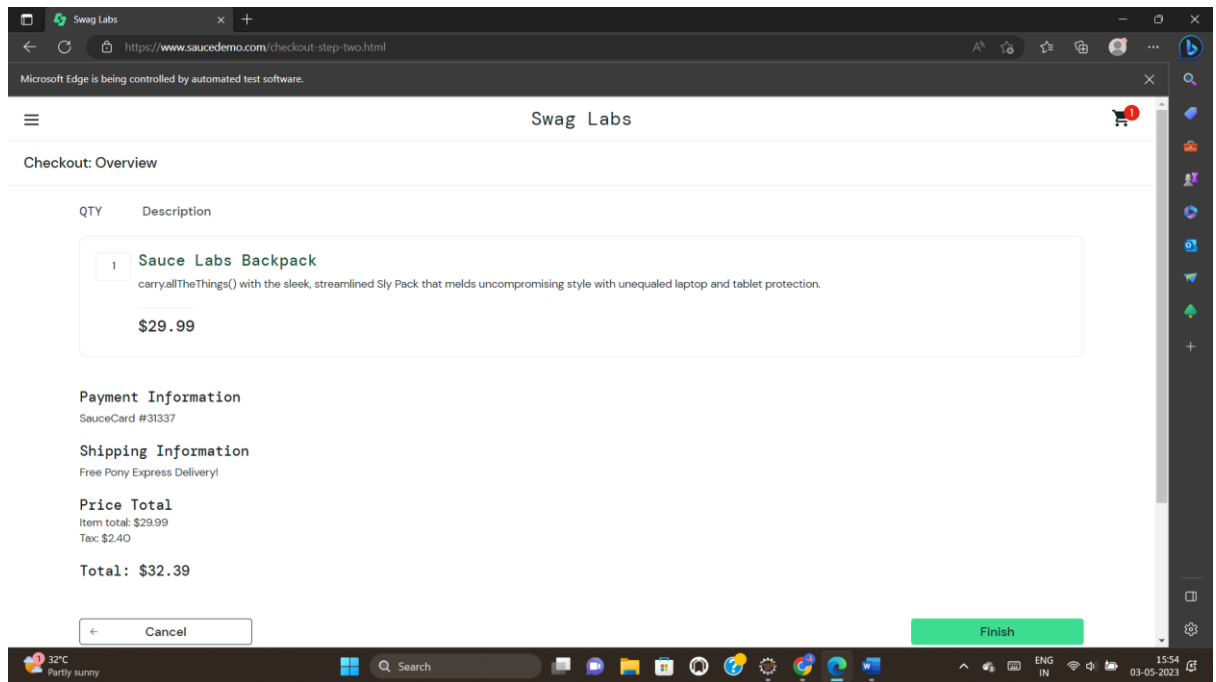 Swag Labs
https://www.saucedemo.com/checkout-step-two.html
Microsoft Edge is being controlled by automated test software.
Swag Labs
1
Checkout: Overview
QTY Description
1 Sauce Labs Backpack
carry.allTheThings() with the sleek, streamlined Sly Pack that melds uncompromising style with unequaled laptop and tablet protection.
$29.99
Payment Information
SauceCard #31337
Shipping Information
Free Pony Express Delivery!
Price Total
Item total: $29.99
Tax: $2.40
Total: $32.39
Cancel Finish
1 32°C
Partly sunny
Search
ENG
IN
15:54
03-05-2023